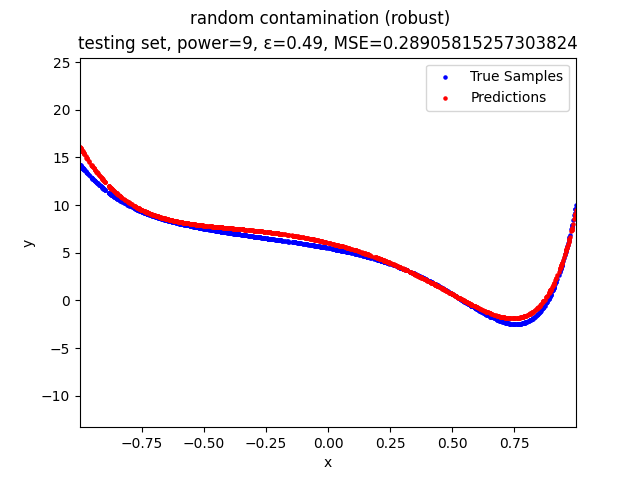 random contamination (robust)
testing set, power=9, ε=0.49, MSE=0.28905815257303824
True Samples
Predictions
25
20
15
10
5
0
−5
−10
y
−0.75
−0.50
−0.25
0.00
0.25
0.50
0.75
x